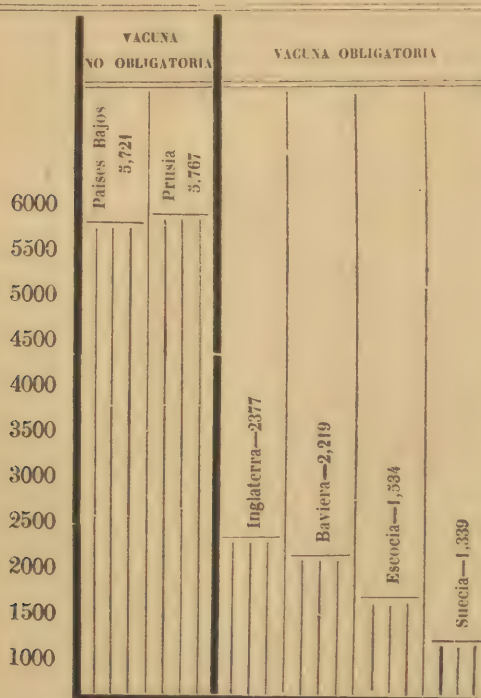 VACUNA
NO OBLIGATORIA
VACUNA OBLIGATORIA
Paises Bajos
5,721
Prusia
5,767
6000
5500
5000
4500
4000
3500
3000
2500
2000
1500
1000
Inglaterra—2377
Baviera—2,219
Escocia—1,534
Suecia—1,339